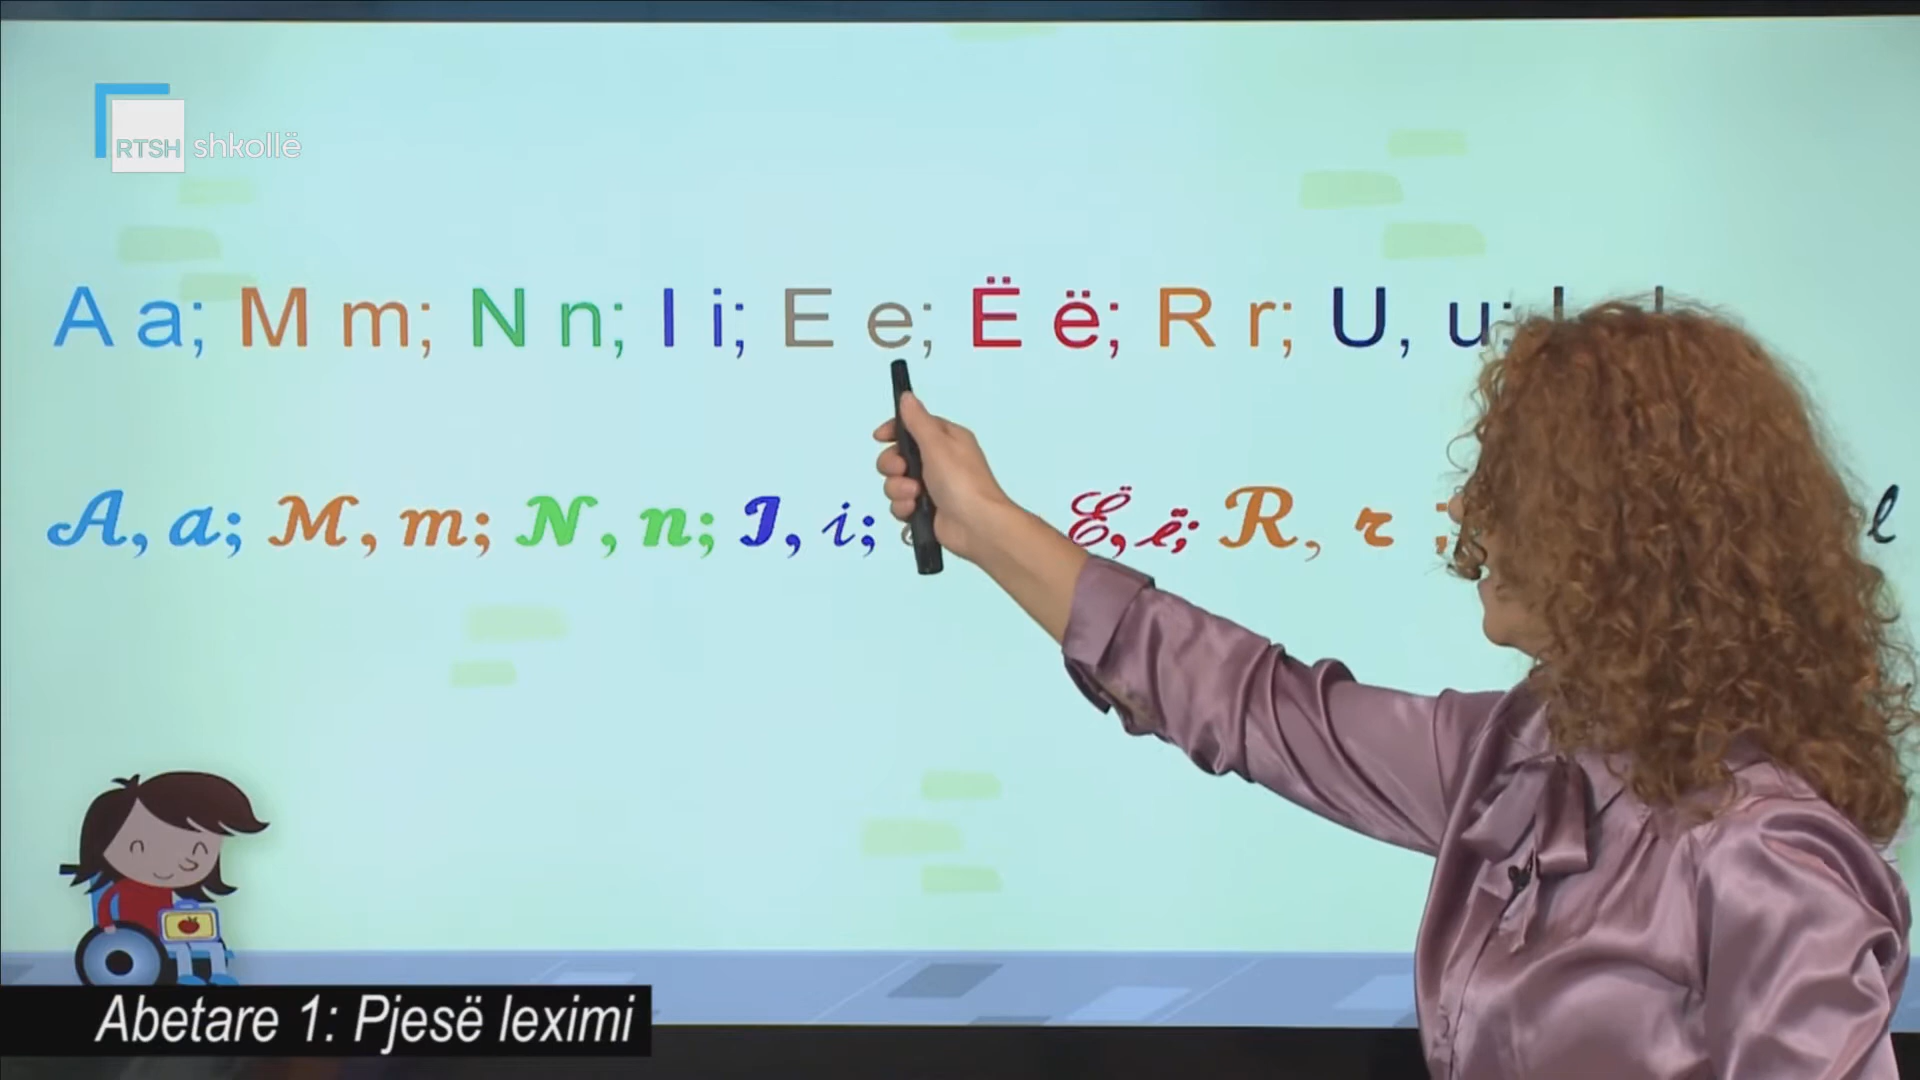 RTSH shkollë
A a; M m; N n; I i; E e; Ë ë; R r; U, u;
A, a; M, m; N, n; I, i; Ë, ë; R, r ; l
Abetare 1: Pjesë leximi